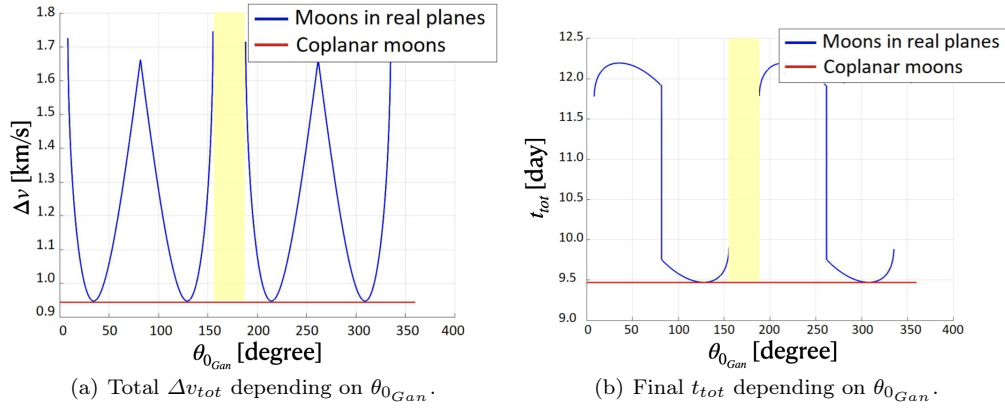 Moons in real planes
Coplanar moons
1.8
1.7
1.6
1.5
1.4
1.3
1.2
1.1
1.0
0.9
Δv [km/s]
0 50 100 150 200 250 300 350 400
θ0Gan [degree]
(a) Total Δvtot depending on θ0Gan.
Moons in real planes
Coplanar moons
12.5
12.0
11.5
11.0
10.5
10.0
9.5
9.0
ttot [day]
0 50 100 150 200 250 300 350 400
θ0Gan [degree]
(b) Final ttot depending on θ0Gan.